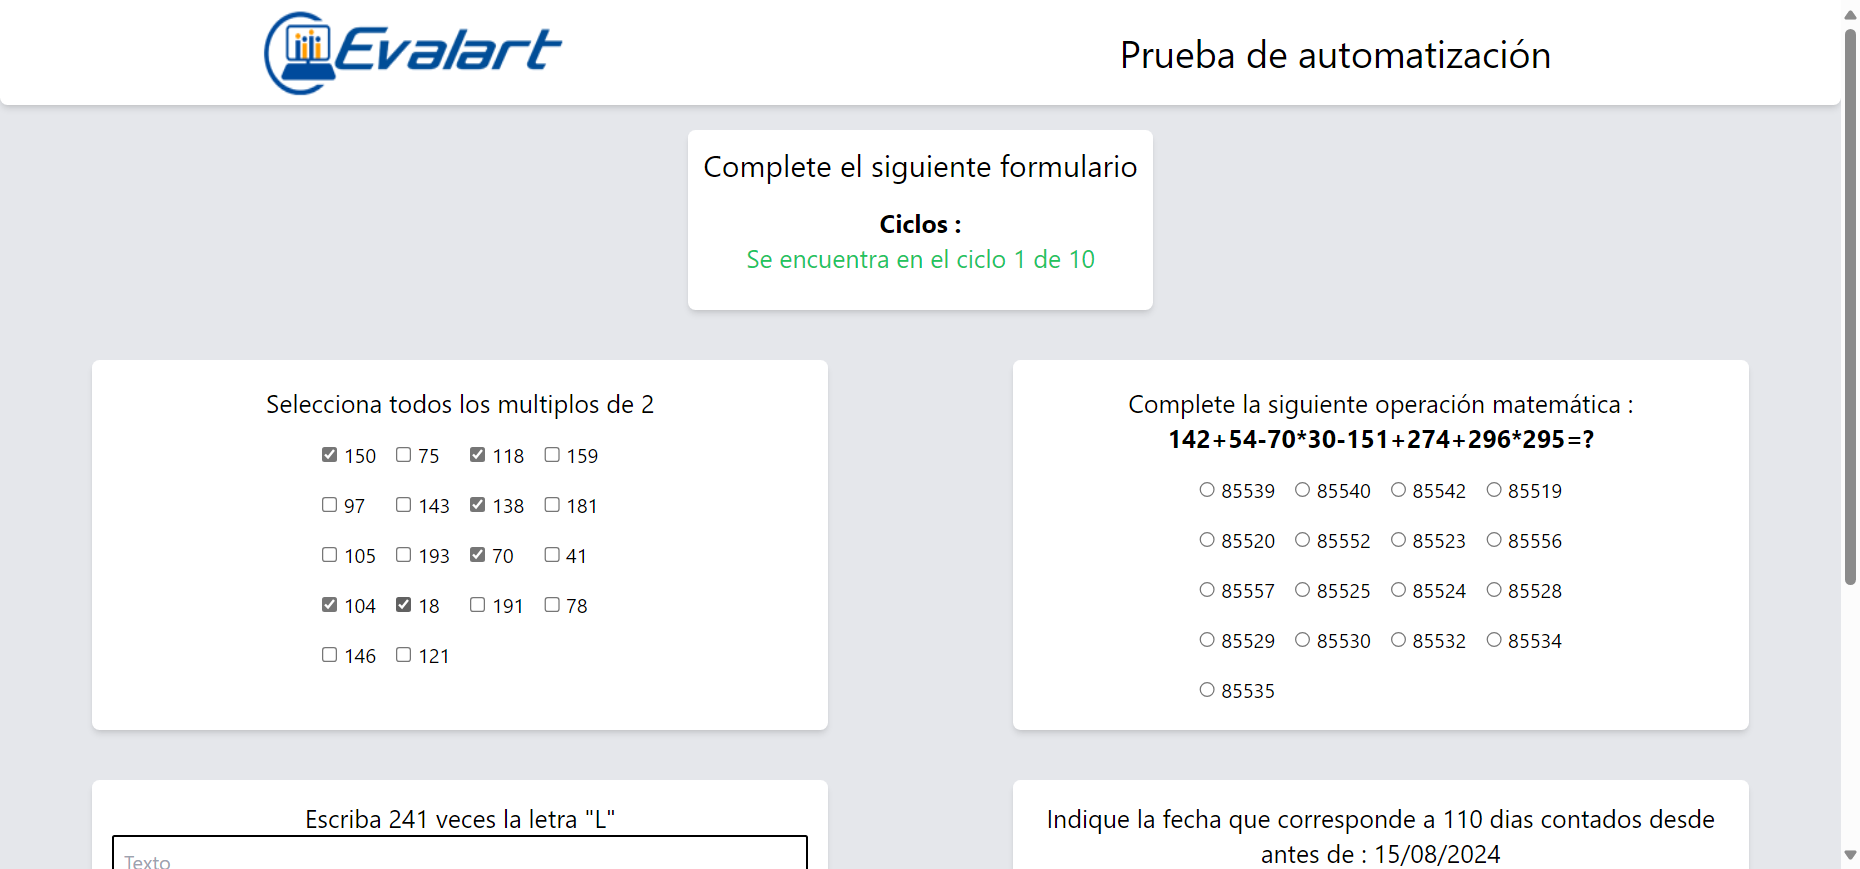 Evalart
Prueba de automatización
Complete el siguiente formulario
Ciclos :
Se encuentra en el ciclo 1 de 10
Selecciona todos los multiplos de 2
150 75 118 159
97 143 138 181
105 193 70 41
104 18 191 78
146 121
Complete la siguiente operación matemática :
142+54-70*30-151+274+296*295=?
85539 85540 85542 85519
85520 85552 85523 85556
85557 85525 85524 85528
85529 85530 85532 85534
85535
Escriba 241 veces la letra "L"
Texto
Indique la fecha que corresponde a 110 dias contados desde
antes de : 15/08/2024